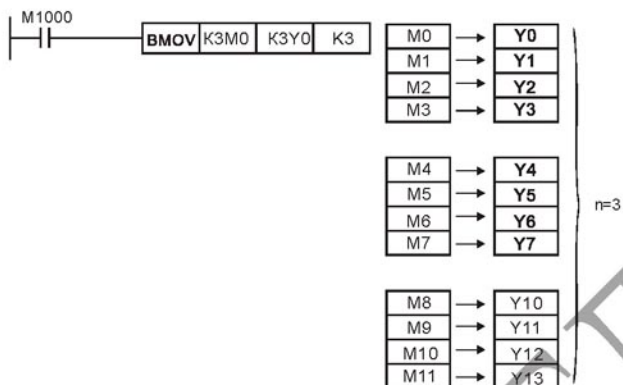 M1000
BMOV K3M0 K3Y0 K3
M0 → Y0
M1 → Y1
M2 → Y2
M3 → Y3
M4 → Y4
M5 → Y5
M6 → Y6
M7 → Y7
n=3
M8 → Y10
M9 → Y11
M10 → Y12
M11 → Y13